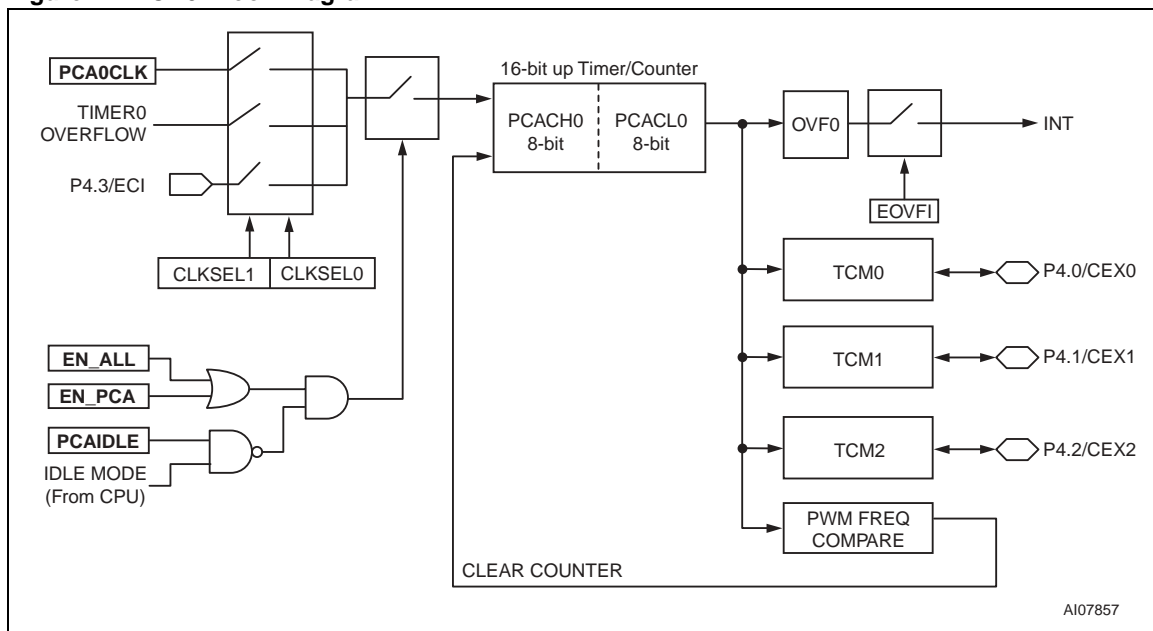 16-bit up Timer/Counter
PCA0CLK
TIMER0
OVERFLOW
P4.3/ECI
CLKSEL1
CLKSEL0
PCACH0
8-bit
PCACL0
8-bit
OVF0
INT
EOVFI
TCM0
P4.0/CEX0
TCM1
P4.1/CEX1
TCM2
P4.2/CEX2
PWM FREQ
COMPARE
CLEAR COUNTER
EN_ALL
EN_PCA
PCAIDLE
IDLE MODE
(From CPU)
AI07857